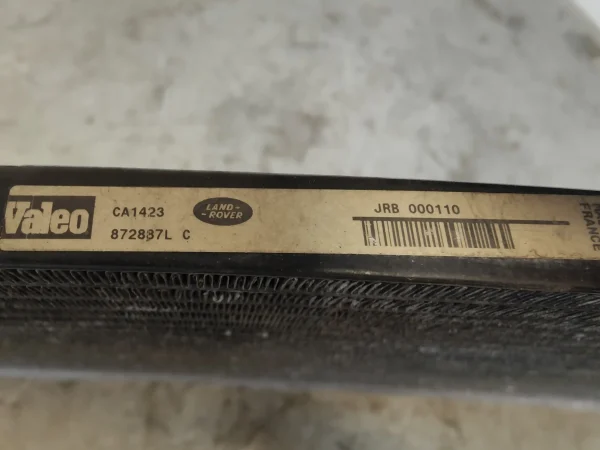 Valeo
CA1423
872837L C
LAND-
-ROVER
JRB 000110
FRANCE